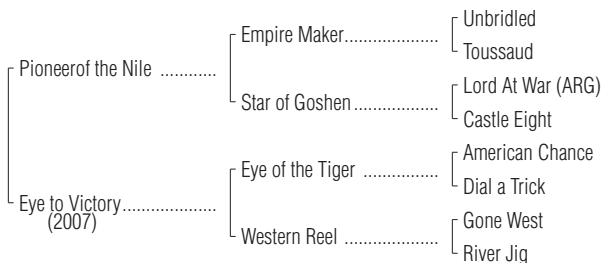 Unbridled
Empire Maker....................
Toussaud
Pioneerof the Nile ............
Lord At War (ARG)
Star of Goshen..................
Castle Eight
American Chance
Eye of the Tiger ................
Dial a Trick
Eye to Victory....................
(2007)
Gone West
Western Reel ....................
River Jig